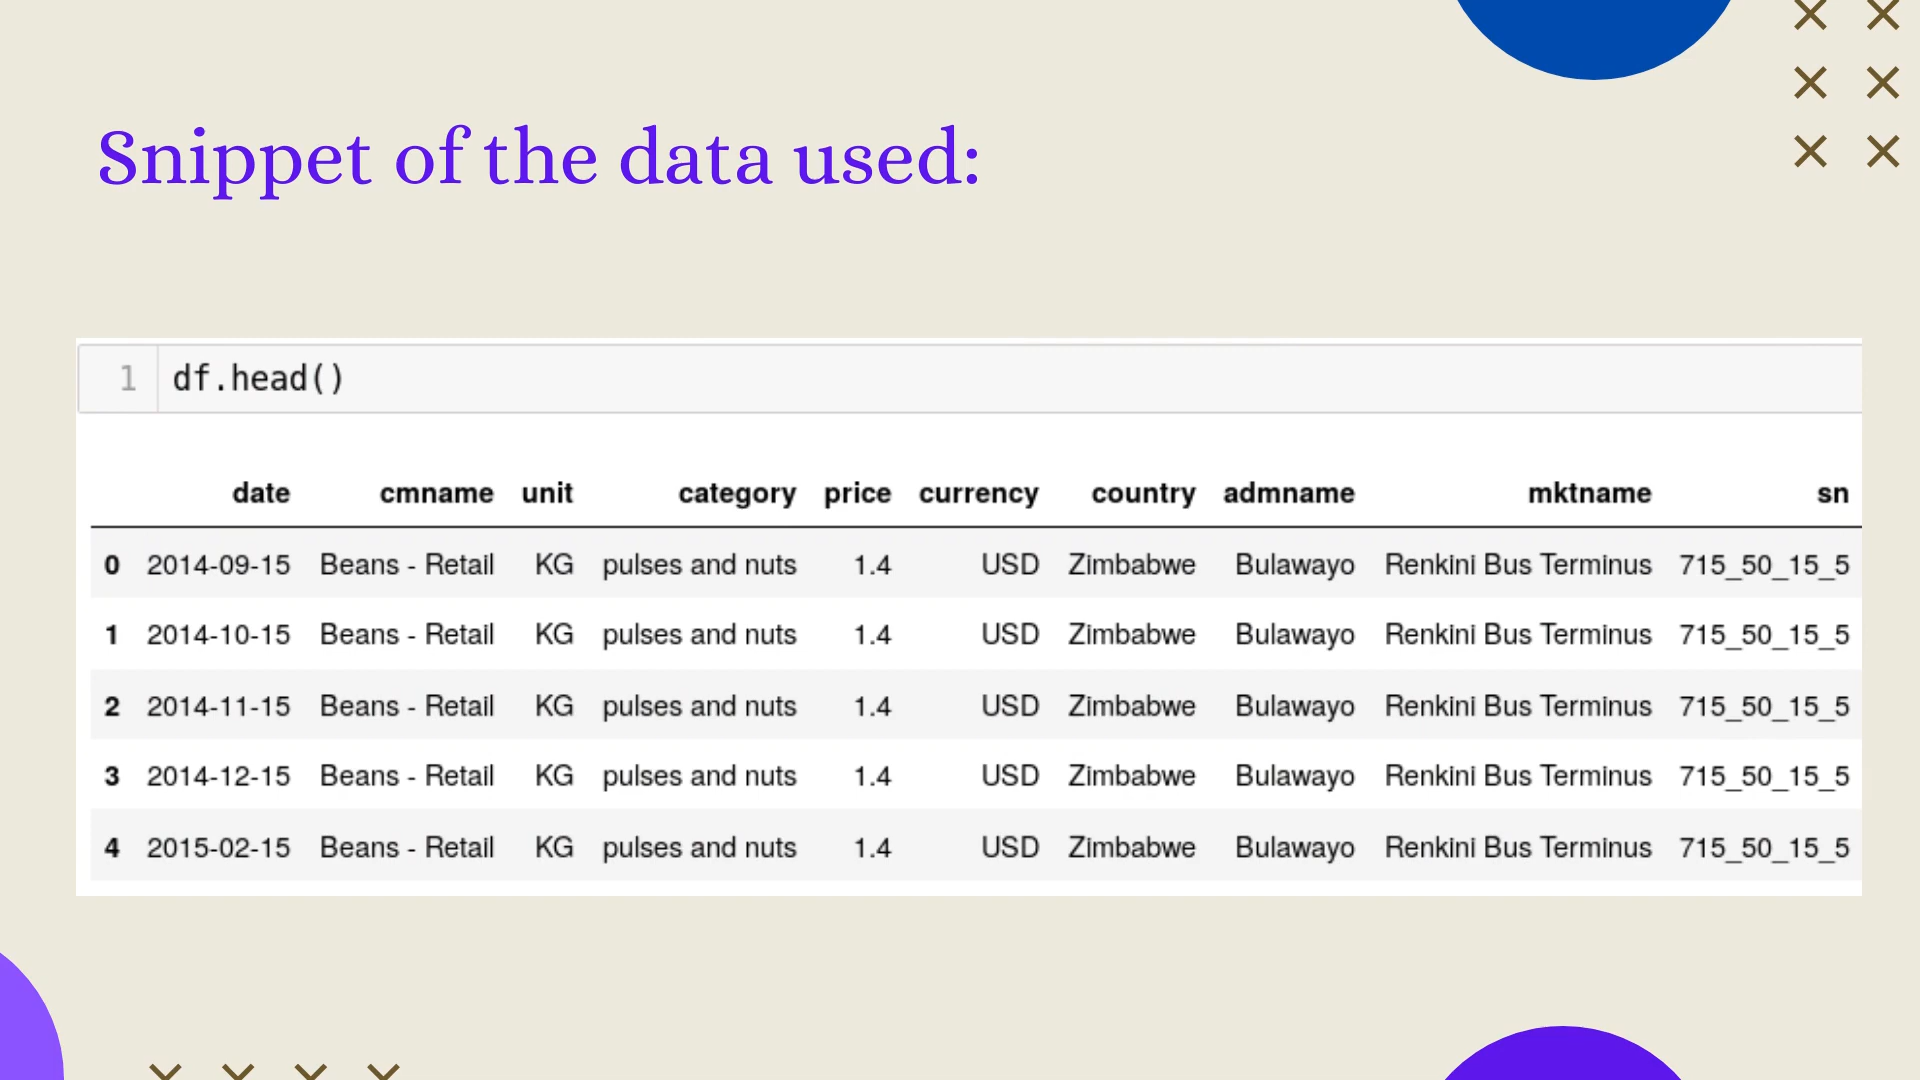 Snippet of the data used:
1 df.head()
date cmname unit category price currency country admname mktname sn
0 2014-09-15 Beans - Retail KG pulses and nuts 1.4 USD Zimbabwe Bulawayo Renkini Bus Terminus 715_50_15_5
1 2014-10-15 Beans - Retail KG pulses and nuts 1.4 USD Zimbabwe Bulawayo Renkini Bus Terminus 715_50_15_5
2 2014-11-15 Beans - Retail KG pulses and nuts 1.4 USD Zimbabwe Bulawayo Renkini Bus Terminus 715_50_15_5
3 2014-12-15 Beans - Retail KG pulses and nuts 1.4 USD Zimbabwe Bulawayo Renkini Bus Terminus 715_50_15_5
4 2015-02-15 Beans - Retail KG pulses and nuts 1.4 USD Zimbabwe Bulawayo Renkini Bus Terminus 715_50_15_5